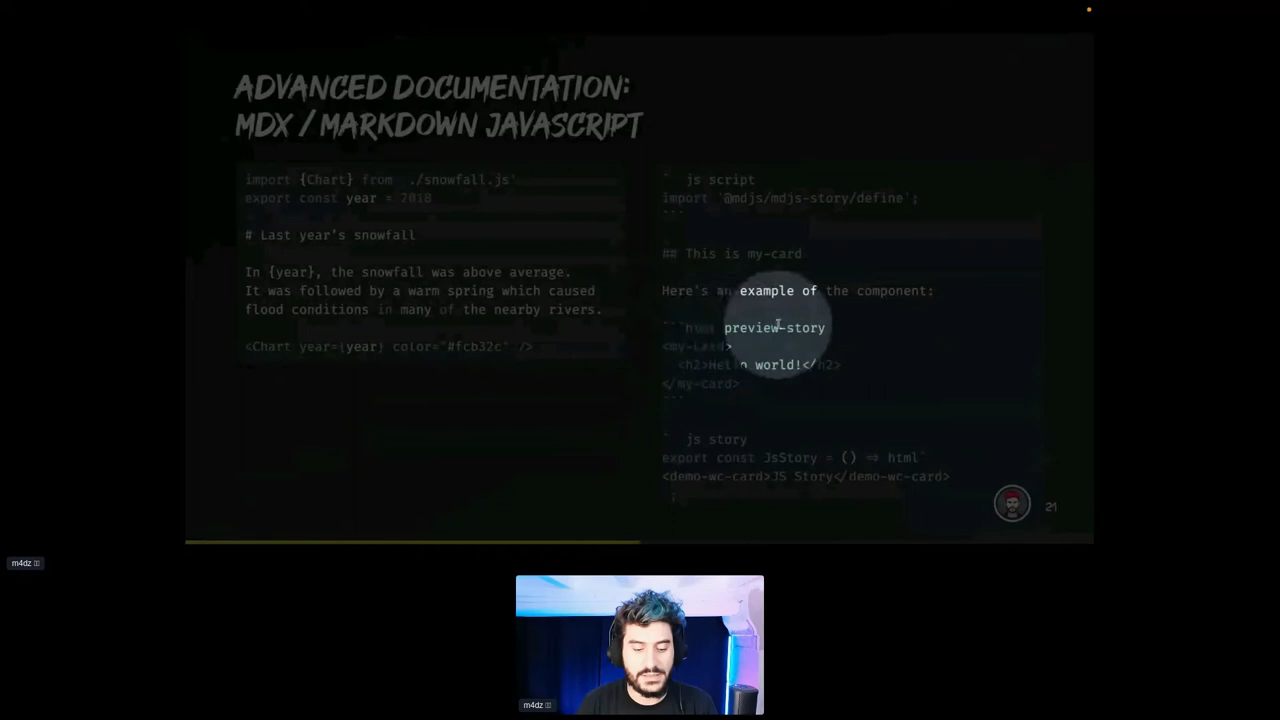 ADVANCED DOCUMENTATION:
MDX / MARKDOWN JAVASCRIPT
import {Chart} from './snowfall.js'
export const year = 2018
# Last year's snowfall
In {year}, the snowfall was above average.
It was followed by a warm spring which caused
flood conditions in many of the nearby rivers.
<Chart year={year} color="#fcb32c" />
js script
import '@mdjs/mdjs-story/define';
```
## This is my-card
Here's an example of the component:
```html preview-story
<my-card>
<h2>Hello world!</h2>
</my-card>
```
js story
export const JsStory = () => html`
<demo-wc-card>JS Story</demo-wc-card>
;
21
m4dz
m4dz